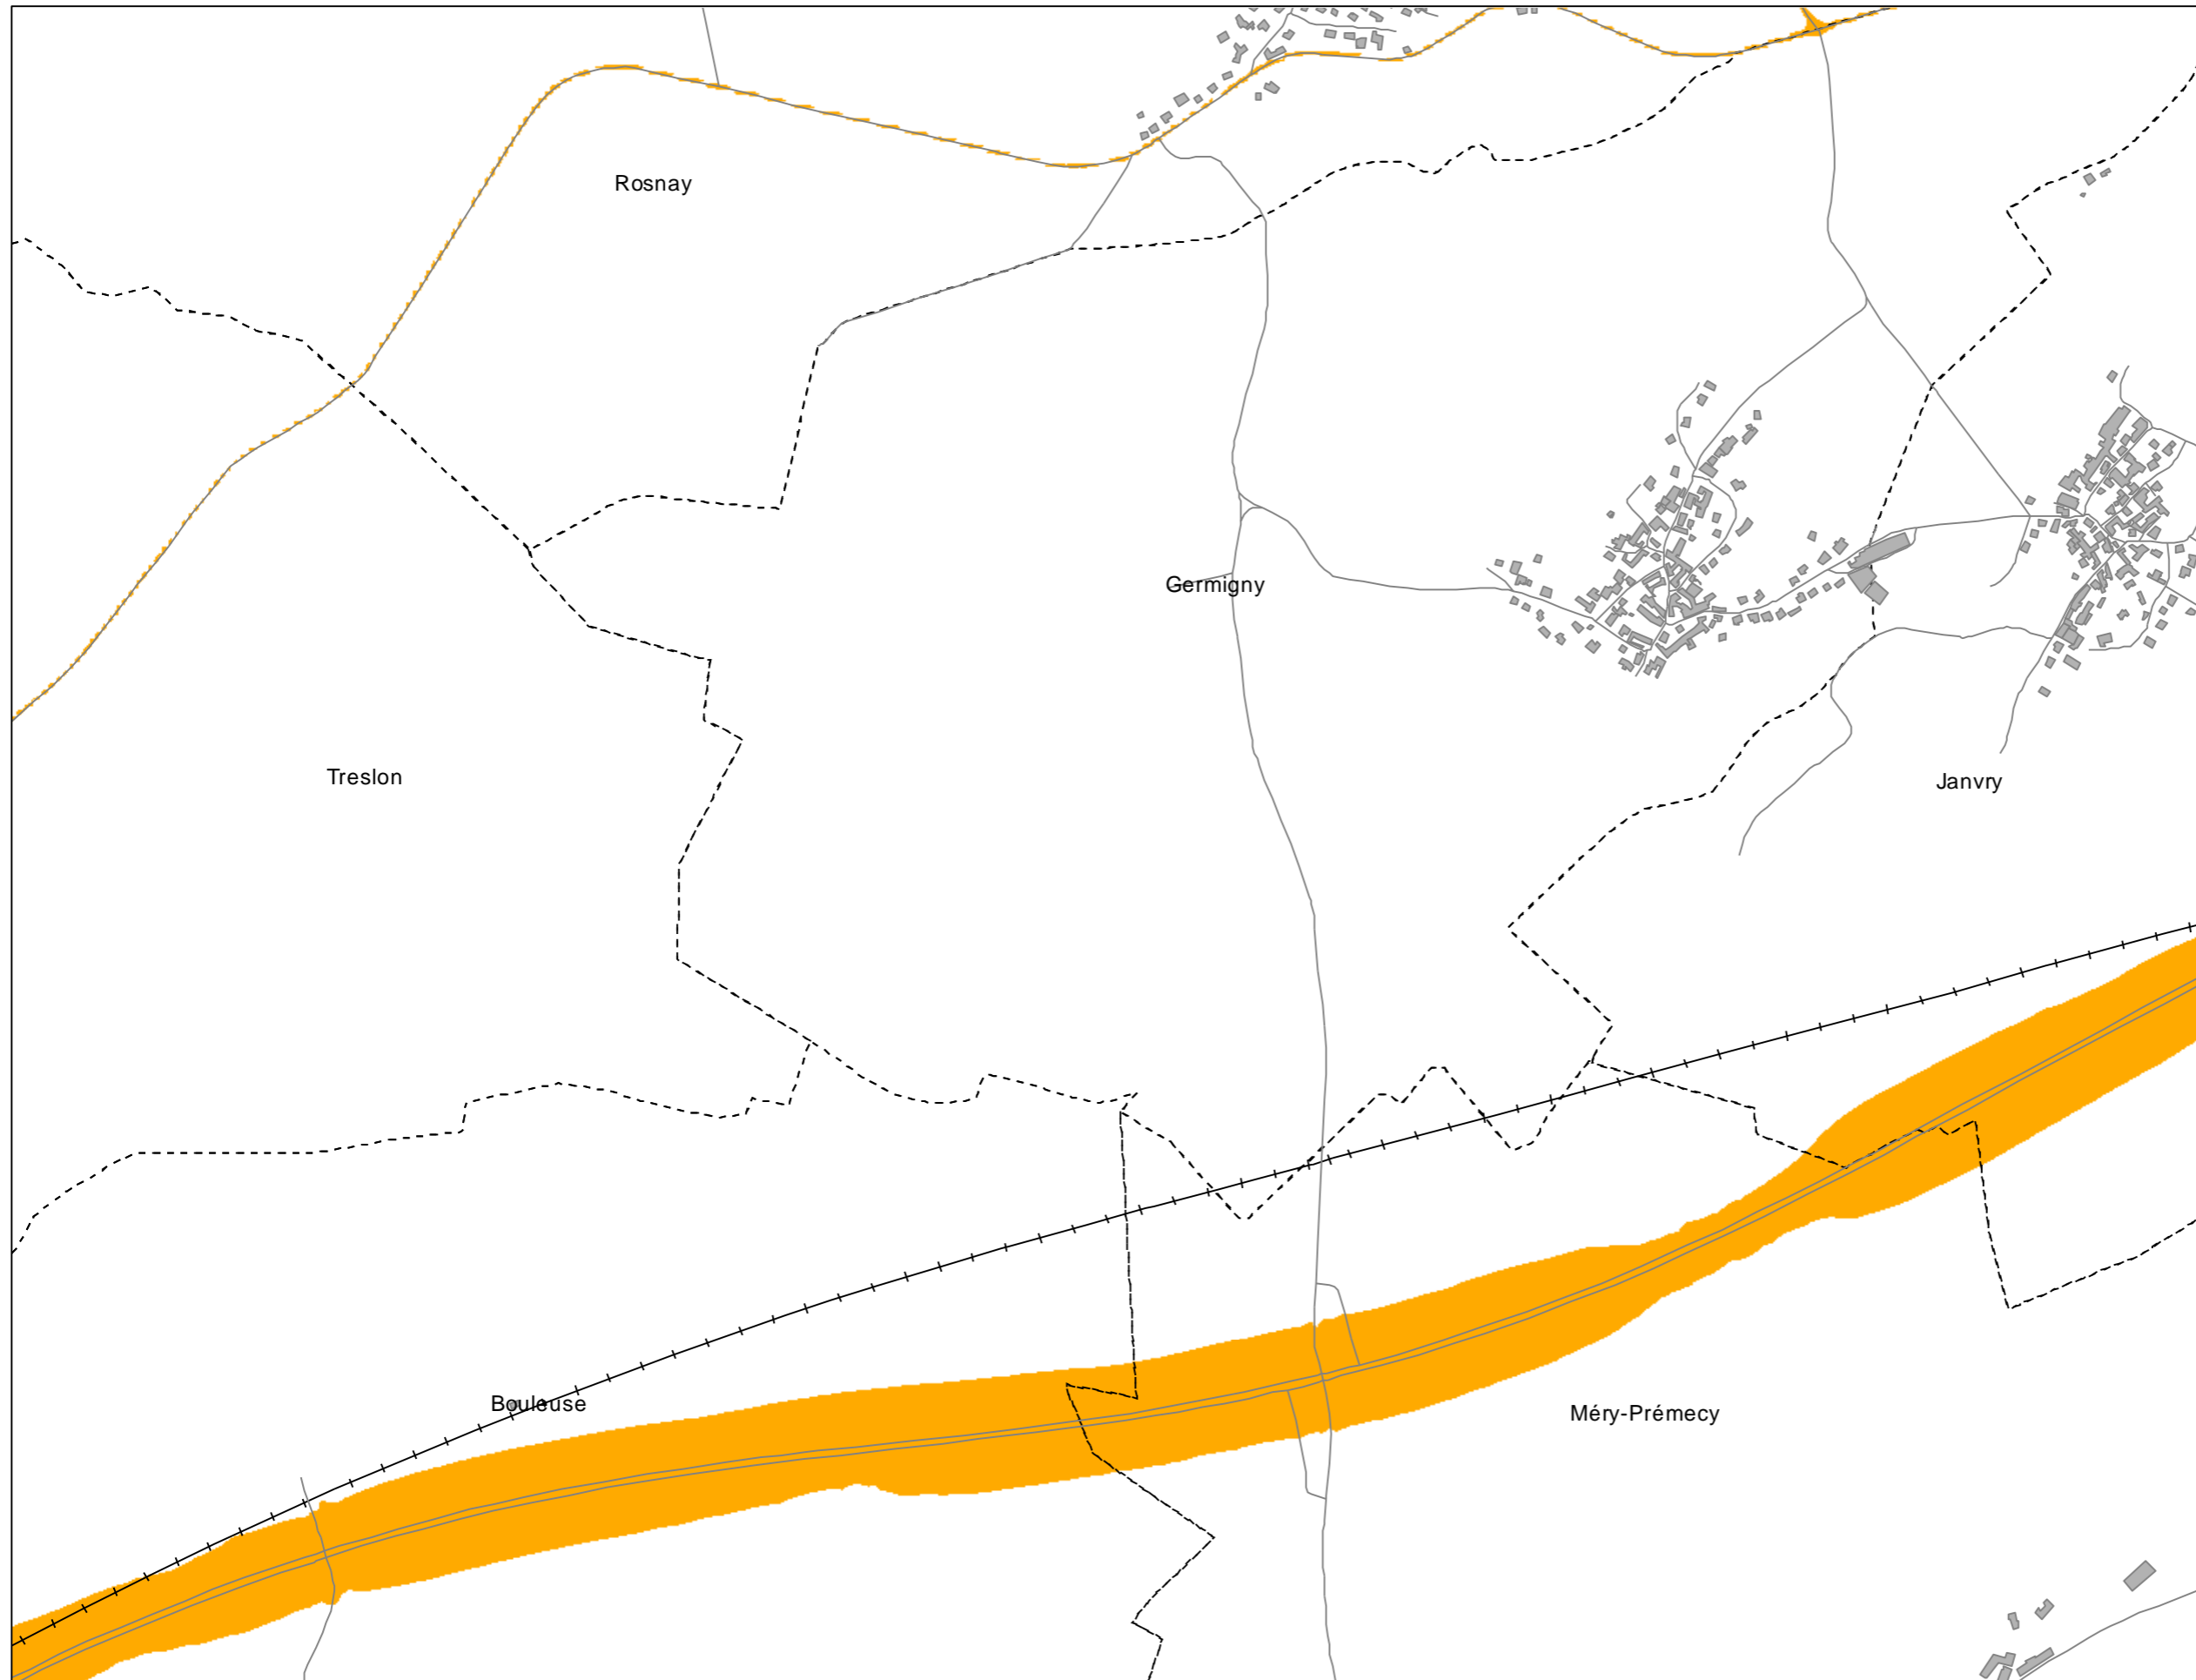 Rosnay
Germigny
Treslon
Janvry
Bouleuse
Méry-Prémecy